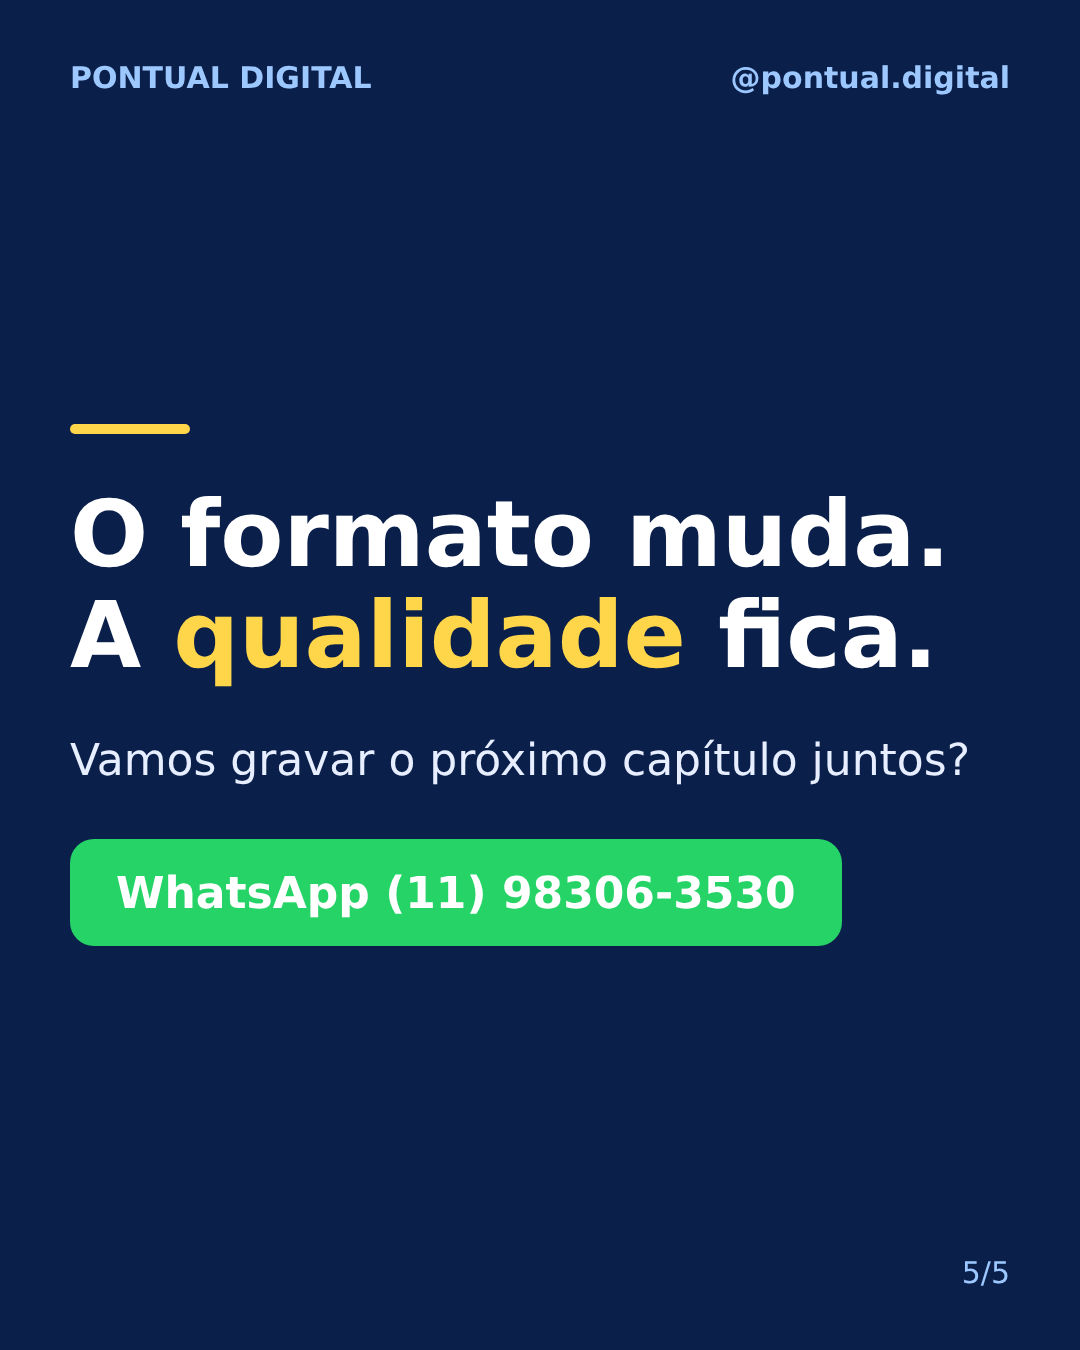 PONTUAL DIGITAL
@pontual.digital
O formato muda.
A qualidade fica.
Vamos gravar o próximo capítulo juntos?
WhatsApp (11) 98306-3530
5/5